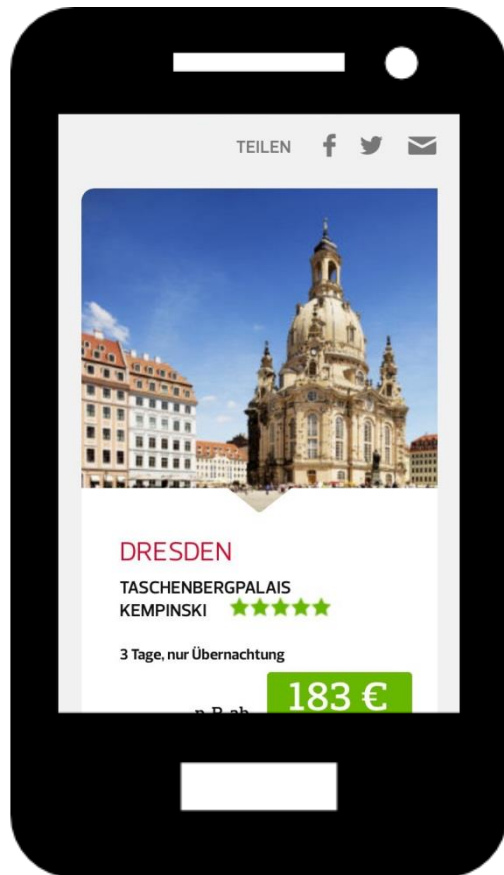 TEILEN
DRESDEN
TASCHENBERGPALAIS
KEMPINSKI
3 Tage, nur Übernachtung
183 €
p.P. ab